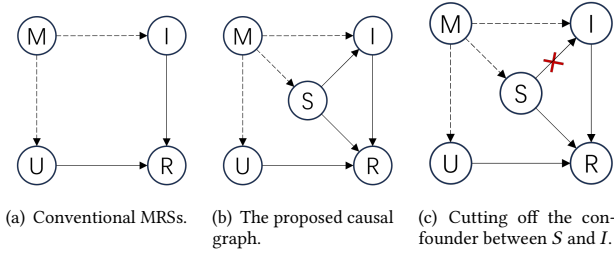 M I M I M I
S S
U R U R U R
(a) Conventional MRSs.
(b) The proposed causal
graph.
(c) Cutting off the con-
founder between S and I.